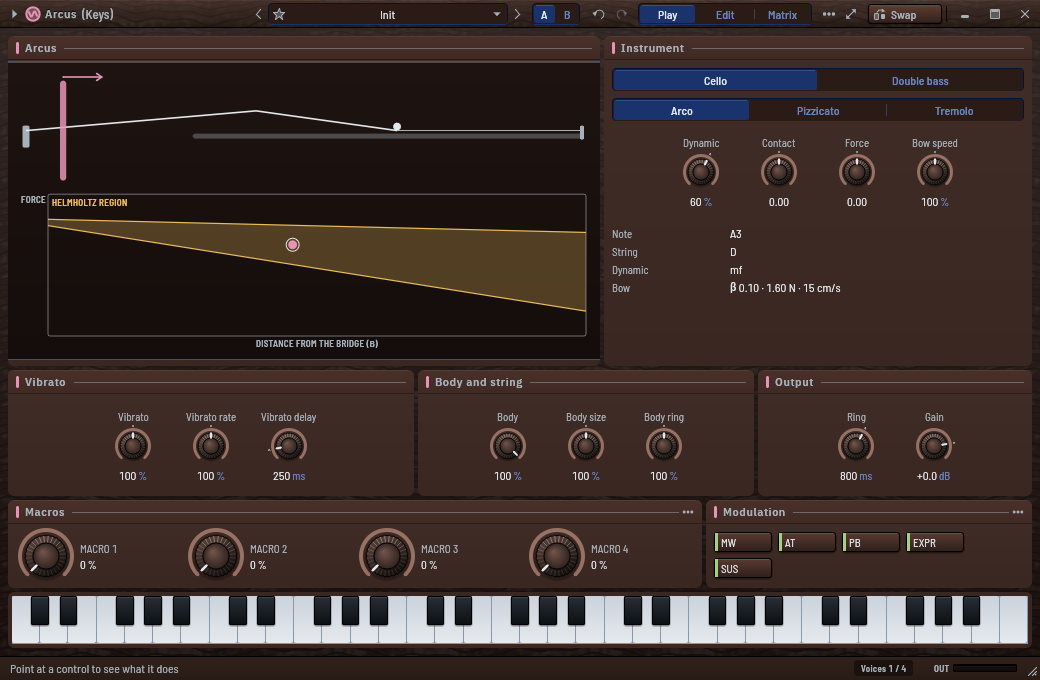 Arcus (Keys)
Init
A B
Play Edit Matrix
Swap
Arcus
FORCE
HELMHOLTZ REGION
DISTANCE FROM THE BRIDGE (B)
Instrument
Cello Double bass
Arco Pizzicato Tremolo
Dynamic Contact Force Bow speed
60 % 0.00 0.00 100 %
Note A3
String D
Dynamic mf
Bow β 0.10 · 1.60 N · 15 cm/s
Vibrato
Vibrato Vibrato rate Vibrato delay
100 % 100 % 250 ms
Body and string
Body Body size Body ring
100 % 100 % 100 %
Output
Ring Gain
800 ms +0.0 dB
Macros
MACRO 1
0 %
MACRO 2
0 %
MACRO 3
0 %
MACRO 4
0 %
Modulation
MW AT PB EXPR
SUS
Point at a control to see what it does
Voices 1 / 4
OUT